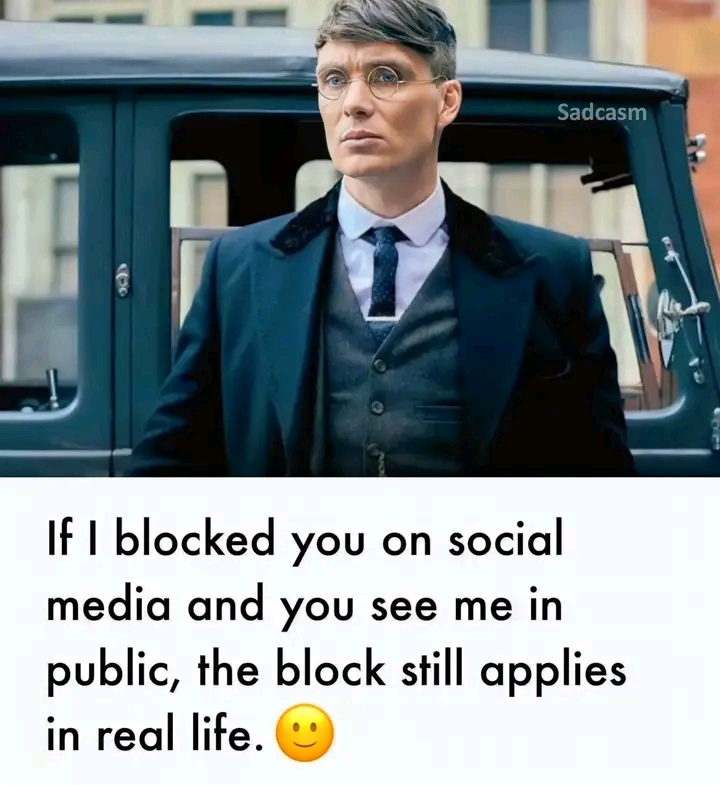 Sadcasm
If I blocked you on social
media and you see me in
public, the block still applies
in real life. 🙂